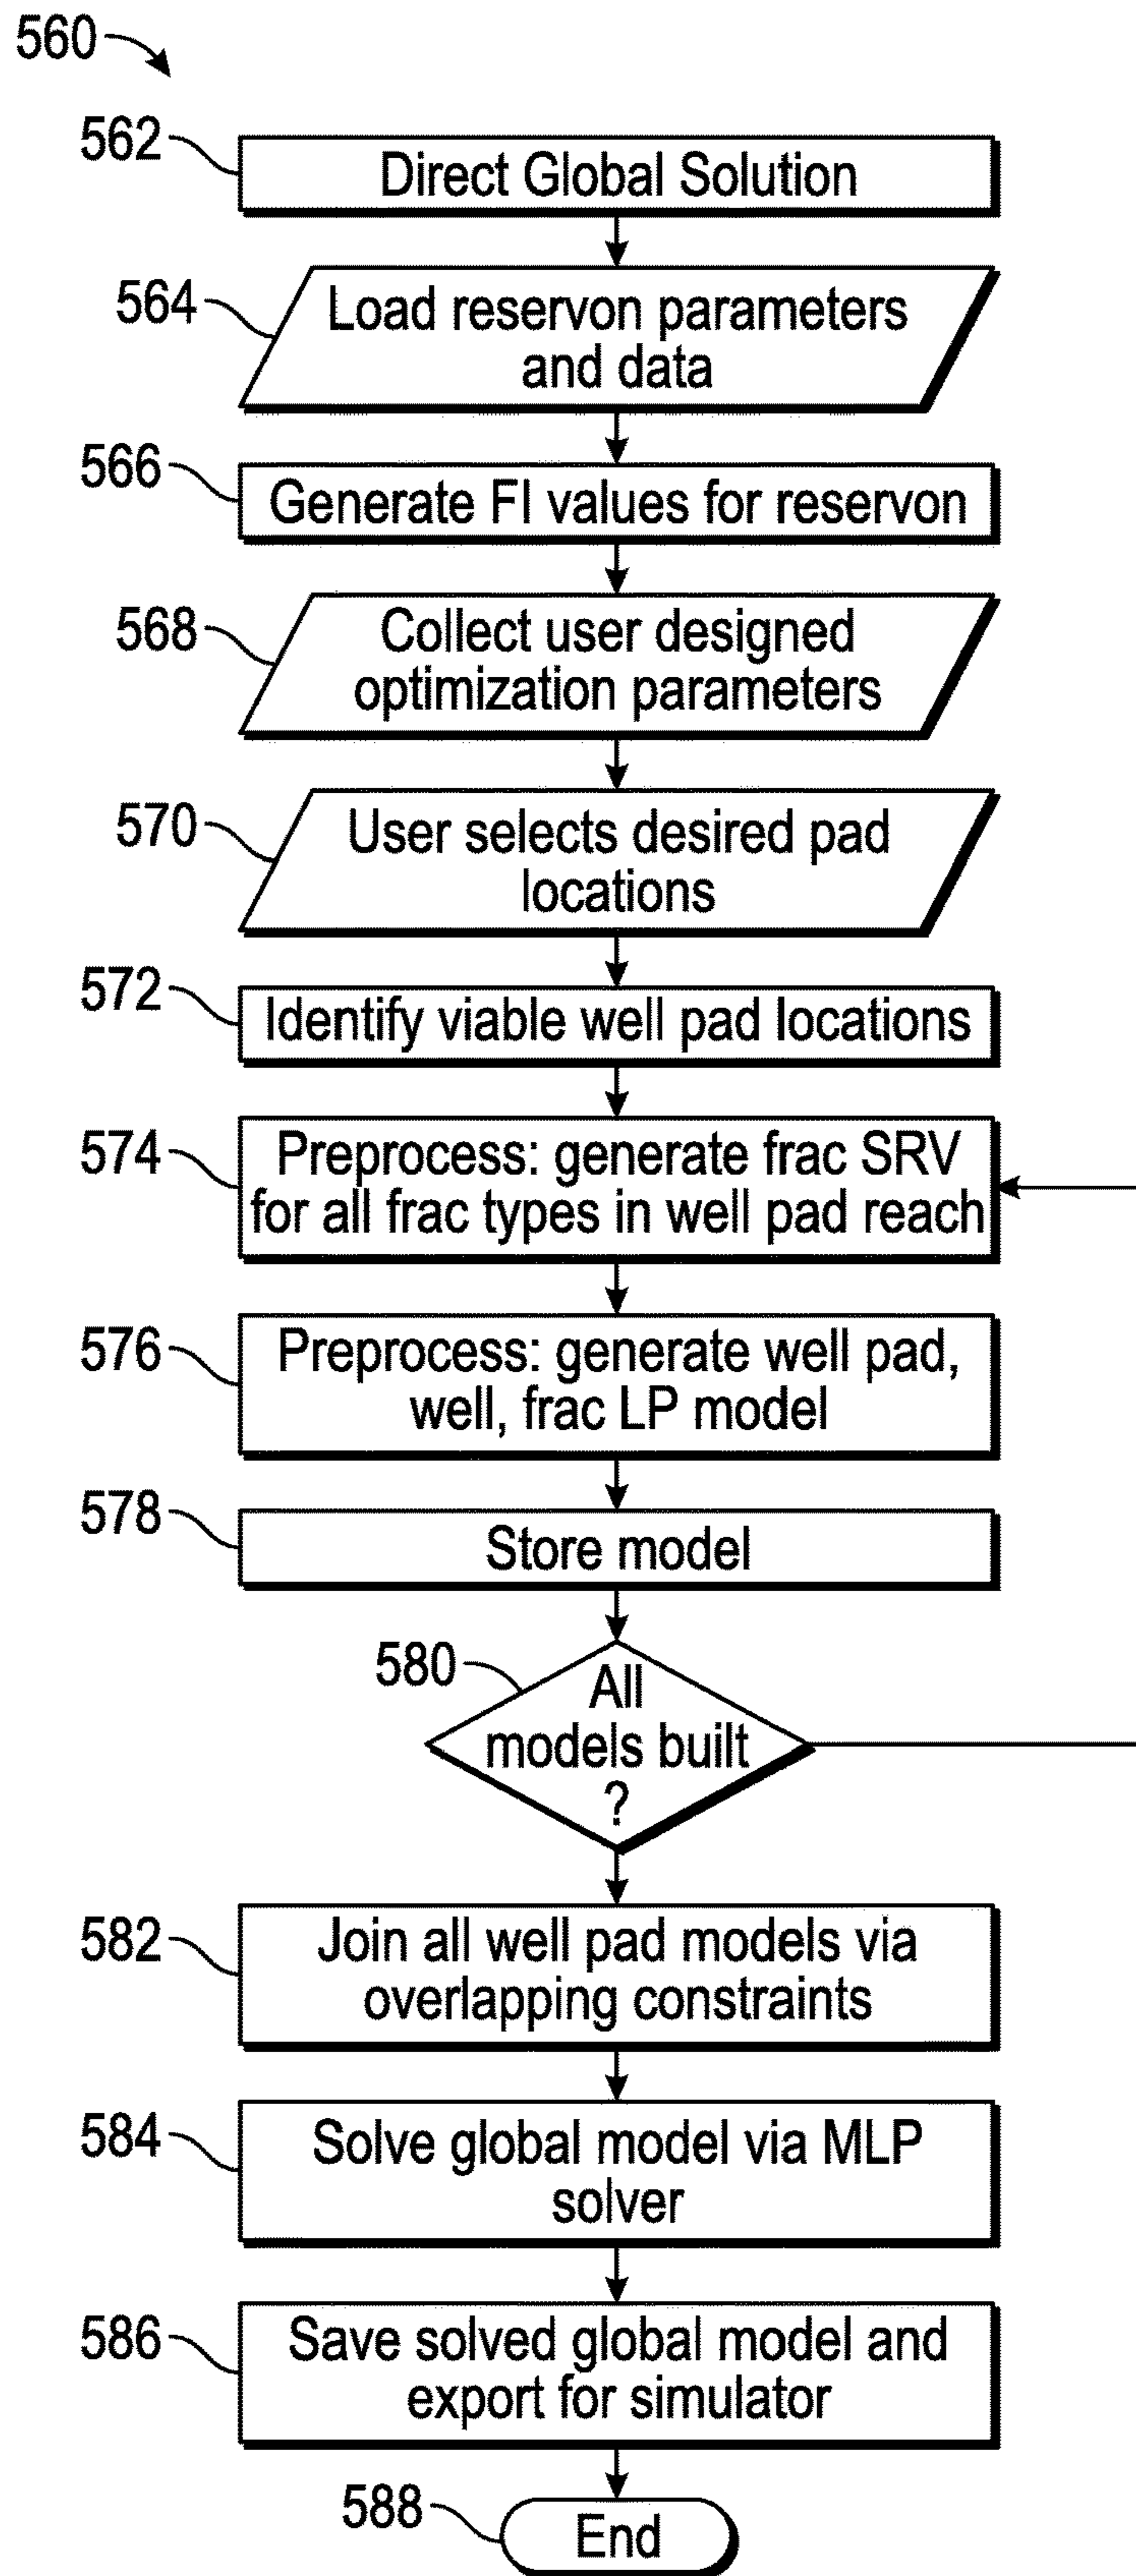 560
562
Direct Global Solution
564
Load reservon parameters
and data
566
Generate FI values for reservon
568
Collect user designed
optimization parameters
570
User selects desired pad
locations
572
Identify viable well pad locations
574
Preprocess: generate frac SRV
for all frac types in well pad reach
576
Preprocess: generate well pad,
well, frac LP model
578
Store model
580
All
models built
?
582
Join all well pad models via
overlapping constraints
584
Solve global model via MLP
solver
586
Save solved global model and
export for simulator
588
End